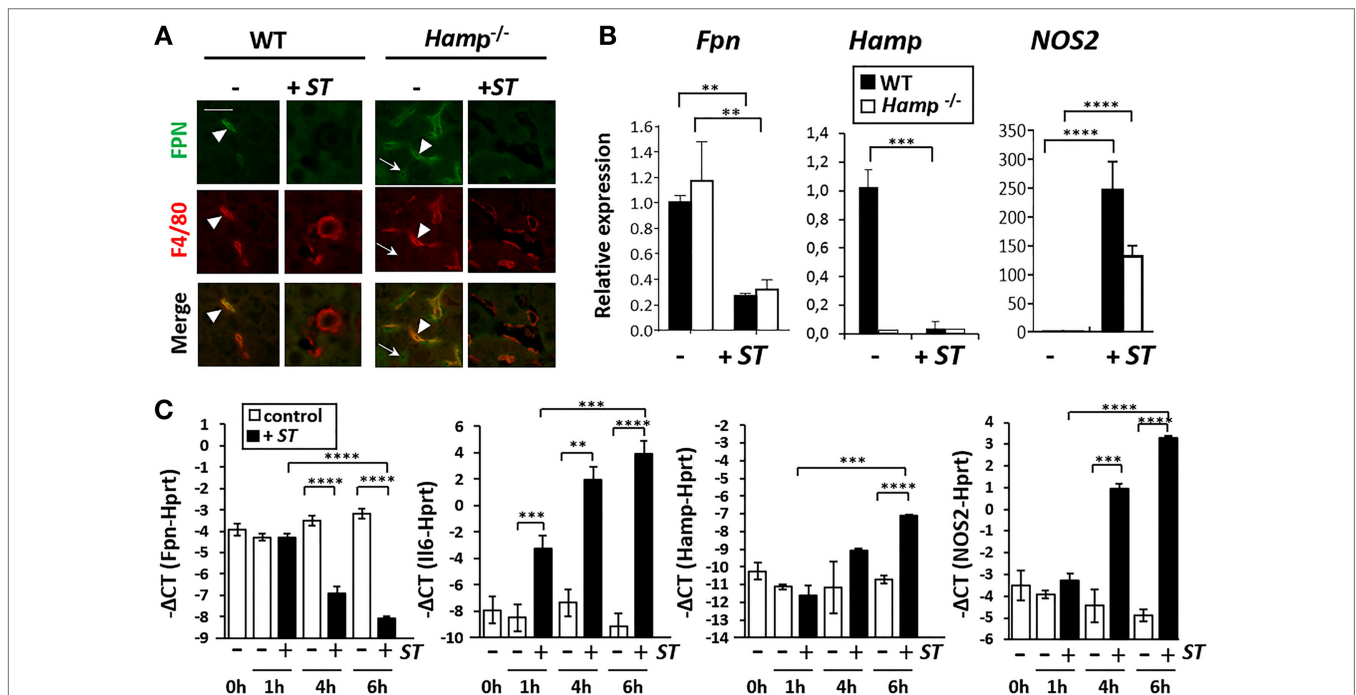 A
WT
Hamp-/-
-
+ ST
-
+ST
FPN
F4/80
Merge
B
Fpn
Hamp
NOS2
WT
Hamp -/-
Relative expression
**
**
1.6
1.4
1.2
1.0
0.8
0.6
0.4
0.2
0.0
-
+ ST
***
1,4
1,2
1,0
0,8
0,6
0,4
0,2
0,0
-
+ ST
****
****
350
300
250
200
150
100
50
0
-
+ ST
C
control
+ ST
-ΔCT (Fpn-Hprt)
1
0
-1
-2
-3
-4
-5
-6
-7
-8
-9
****
****
****
- - + - + - + ST
0h 1h 4h 6h
-ΔCT (Il6-Hprt)
6
4
2
0
-2
-4
-6
-8
-10
***
****
**
***
- - + - + - +
0h 1h 4h 6h
-ΔCT (Hamp-Hprt)
-2
-3
-4
-5
-6
-7
-8
-9
-10
-11
-12
-13
-14
***
****
- - + - + - + ST
0h 1h 4h 6h
-ΔCT (NOS2-Hprt)
4
3
2
1
0
-1
-2
-3
-4
-5
-6
****
****
***
- - + - + - + ST
0h 1h 4h 6h